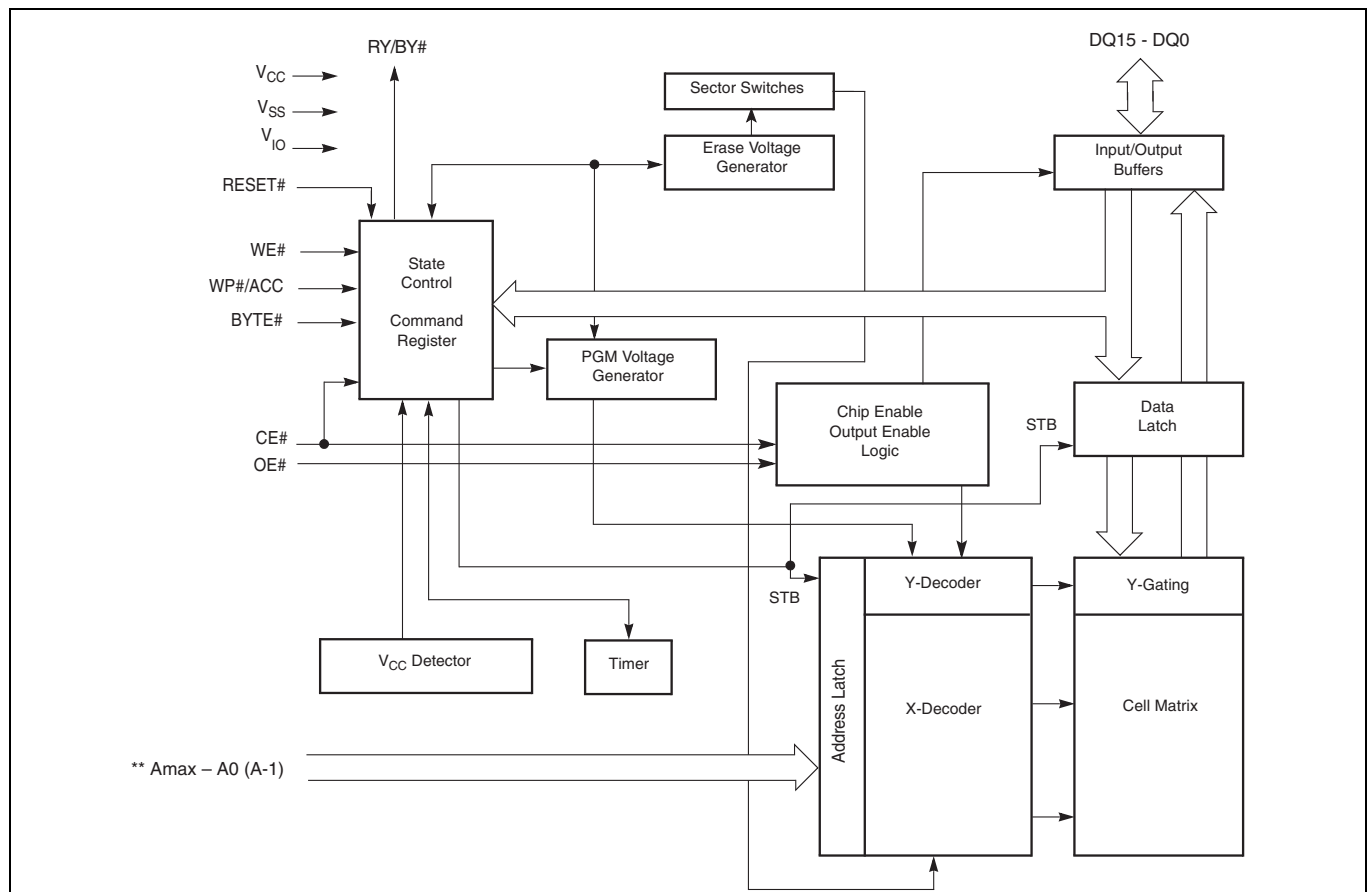 RY/BY#
DQ15 - DQ0
VCC
VSS
VIO
RESET#
WE#
WP#/ACC
BYTE#
CE#
OE#
Sector Switches
Erase Voltage
Generator
Input/Output
Buffers
State
Control
Command
Register
PGM Voltage
Generator
Chip Enable
Output Enable
Logic
STB
Data
Latch
STB
Y-Decoder
Y-Gating
VCC Detector
Timer
Address Latch
X-Decoder
Cell Matrix
** Amax – A0 (A-1)